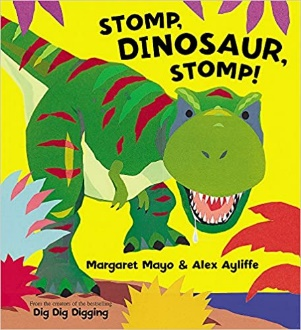 STOMP,
DINOSAUR,
STOMP!
Margaret Mayo & Alex Ayliffe
From the creators of the bestselling
Dig Dig Digging